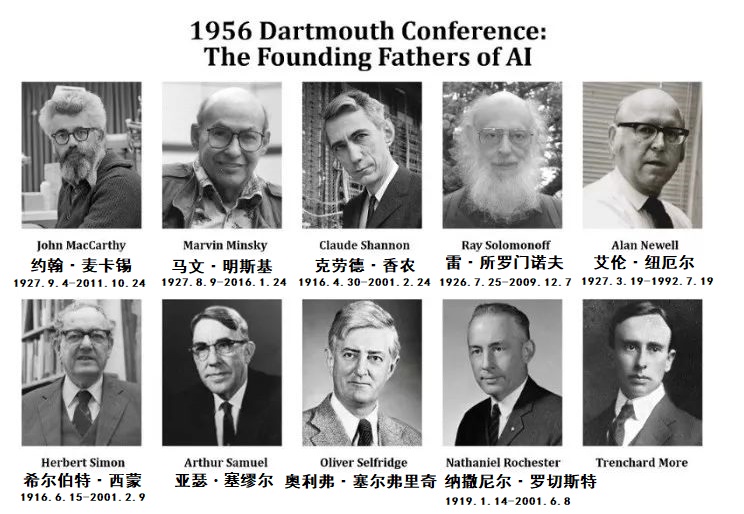 1956 Dartmouth Conference:
The Founding Fathers of AI
John MacCarthy
Marvin Minsky
Claude Shannon
Ray Solomonoff
Alan Newell
约翰·麦卡锡
马文·明斯基
克劳德·香农
雷·所罗门诺夫
艾伦·纽厄尔
1927.9.4-2011.10.24
1927.8.9-2016.1.24
1916.4.30-2001.2.24
1926.7.25-2009.12.7
1927.3.19-1992.7.19
Herbert Simon
Arthur Samuel
Oliver Selfridge
Nathaniel Rochester
Trenchard More
希尔伯特·西蒙
亚瑟·塞缪尔
奥利弗·塞尔弗里奇
纳撒尼尔·罗切斯特
1916.6.15-2001.2.9
1919.1.14-2001.6.8